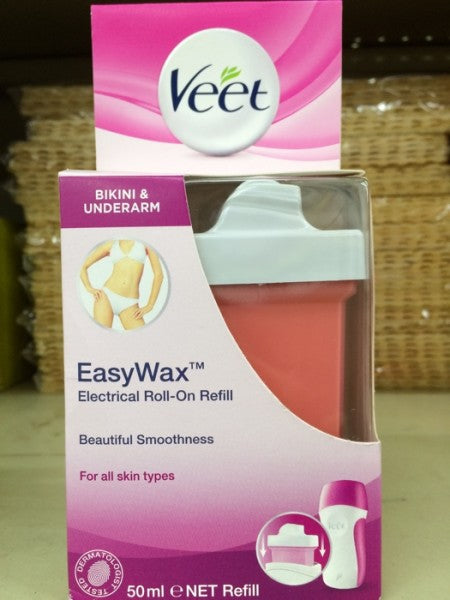 Veet
BIKINI &
UNDERARM
EasyWax™
Electrical Roll-On Refill
Beautiful Smoothness
For all skin types
DERMATOLOGIST TESTED
Veet
50ml e NET Refill